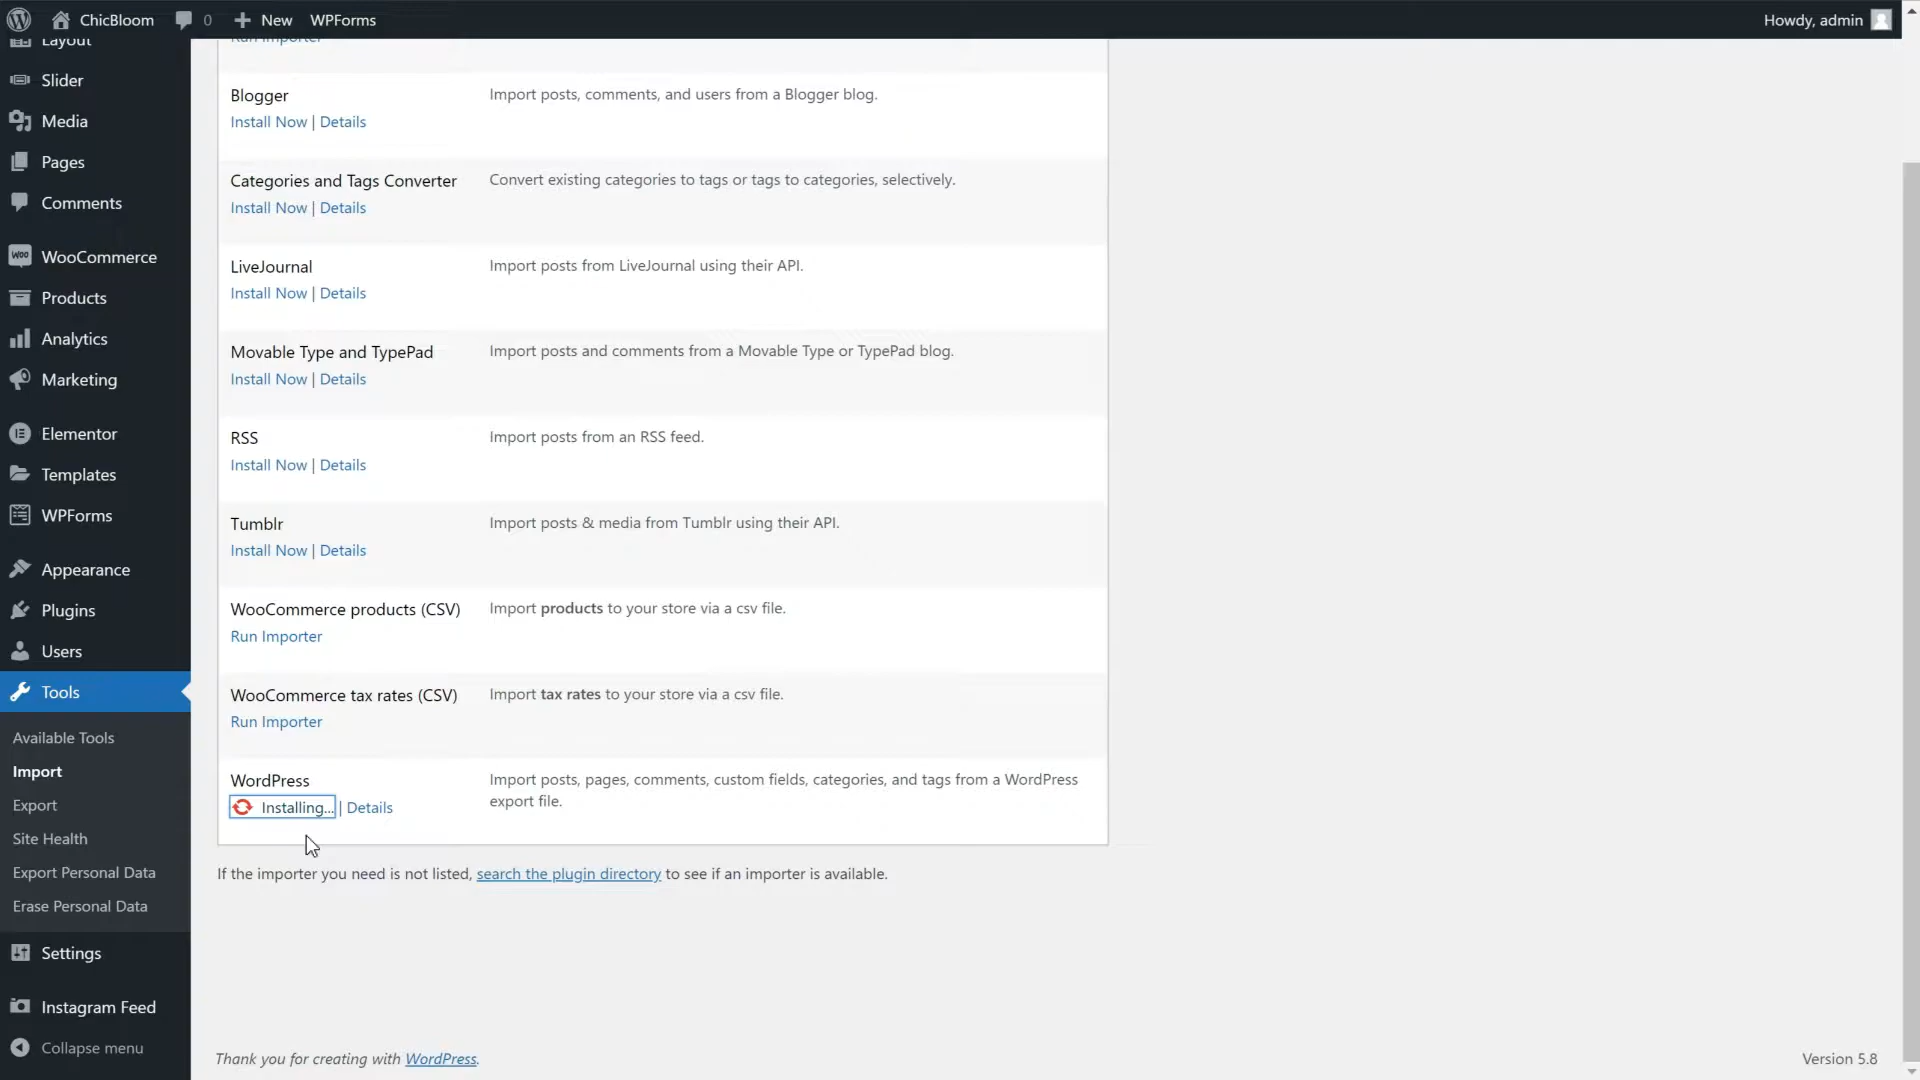 ChicBloom
0
New
WPForms
Howdy, admin
Layout
Slider
Media
Pages
Comments
WooCommerce
Products
Analytics
Marketing
Elementor
Templates
WPForms
Appearance
Plugins
Users
Tools
Available Tools
Import
Export
Site Health
Export Personal Data
Erase Personal Data
Settings
Instagram Feed
Collapse menu
Run Importer
Blogger
Import posts, comments, and users from a Blogger blog.
Install Now | Details
Categories and Tags Converter
Convert existing categories to tags or tags to categories, selectively.
Install Now | Details
LiveJournal
Import posts from LiveJournal using their API.
Install Now | Details
Movable Type and TypePad
Import posts and comments from a Movable Type or TypePad blog.
Install Now | Details
RSS
Import posts from an RSS feed.
Install Now | Details
Tumblr
Import posts & media from Tumblr using their API.
Install Now | Details
WooCommerce products (CSV)
Import products to your store via a csv file.
Run Importer
WooCommerce tax rates (CSV)
Import tax rates to your store via a csv file.
Run Importer
WordPress
Import posts, pages, comments, custom fields, categories, and tags from a WordPress
export file.
Installing... | Details
If the importer you need is not listed, search the plugin directory to see if an importer is available.
Thank you for creating with WordPress.
Version 5.8